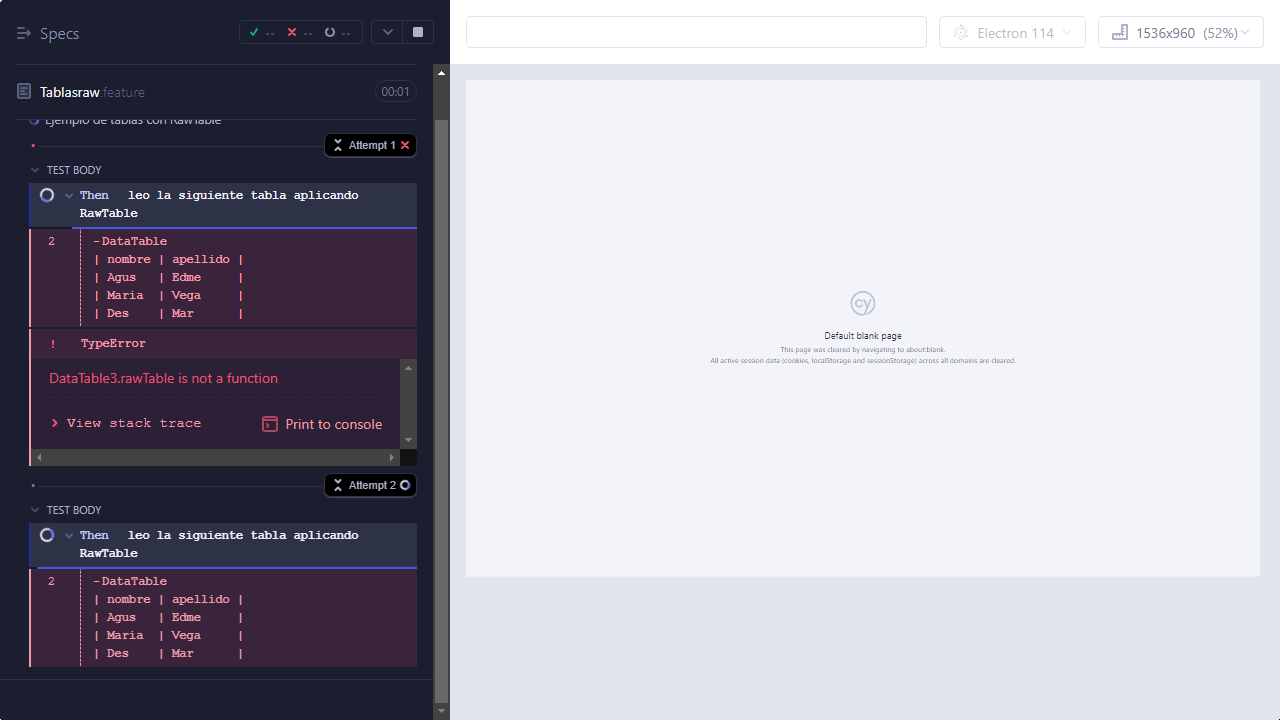 Specs
-- -- --
Tablasraw.feature 00:01
Ejemplo de tablas con RawTable
Attempt 1
TEST BODY
Then leo la siguiente tabla aplicando
RawTable
2 -DataTable
| nombre | apellido |
| Agus | Edme |
| Maria | Vega |
| Des | Mar |
! TypeError
DataTable3.rawTable is not a function
View stack trace Print to console
Attempt 2
TEST BODY
Then leo la siguiente tabla aplicando
RawTable
2 -DataTable
| nombre | apellido |
| Agus | Edme |
| Maria | Vega |
| Des | Mar |
Electron 114
1536x960 (52%)
cy
Default blank page
This page was cleared by navigating to about:blank.
All active session data (cookies, localStorage and sessionStorage) across all domains are cleared.